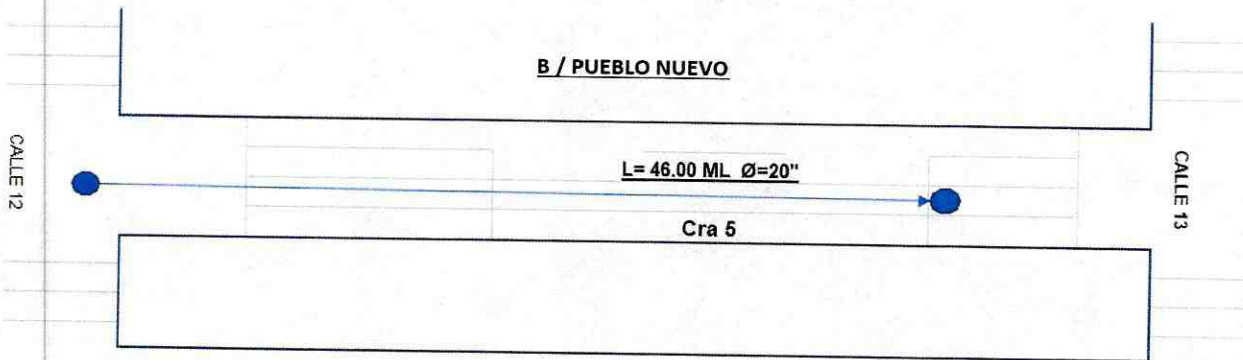 B / PUEBLO NUEVO
CALLE 12
L= 46.00 ML Ø=20"
Cra 5
CALLE 13